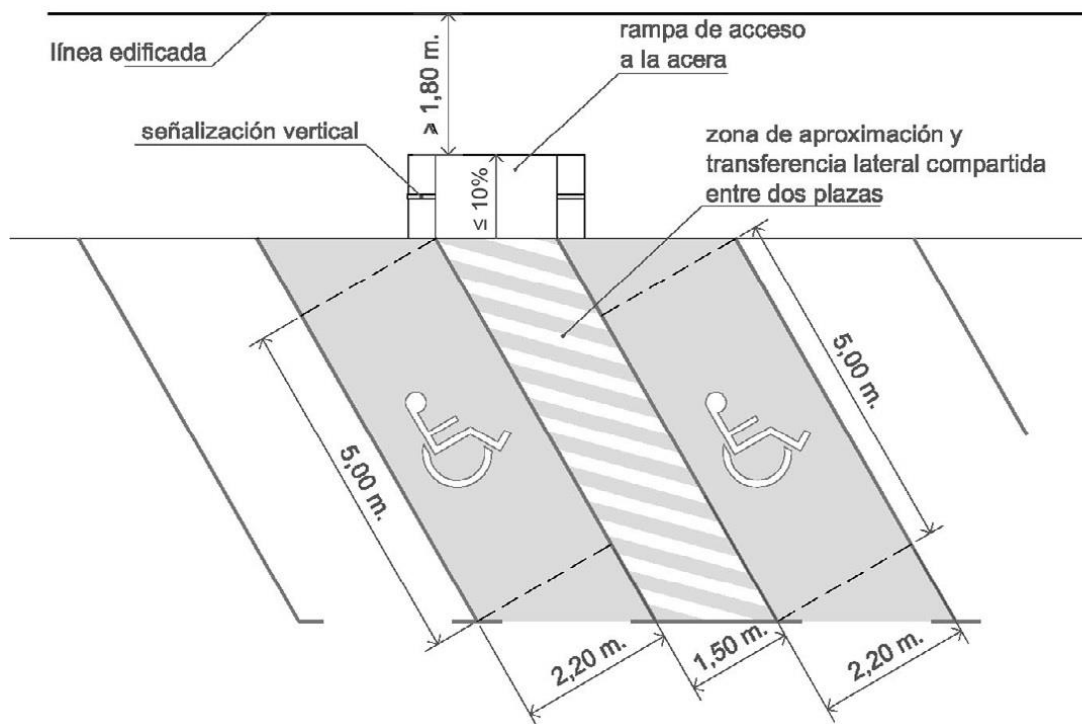 línea edificada
rampa de acceso
a la acera
⩾ 1,80 m.
señalización vertical
≤ 10%
zona de aproximación y
transferencia lateral compartida
entre dos plazas
5,00 m.
5,00 m.
2,20 m.
1,50 m.
2,20 m.